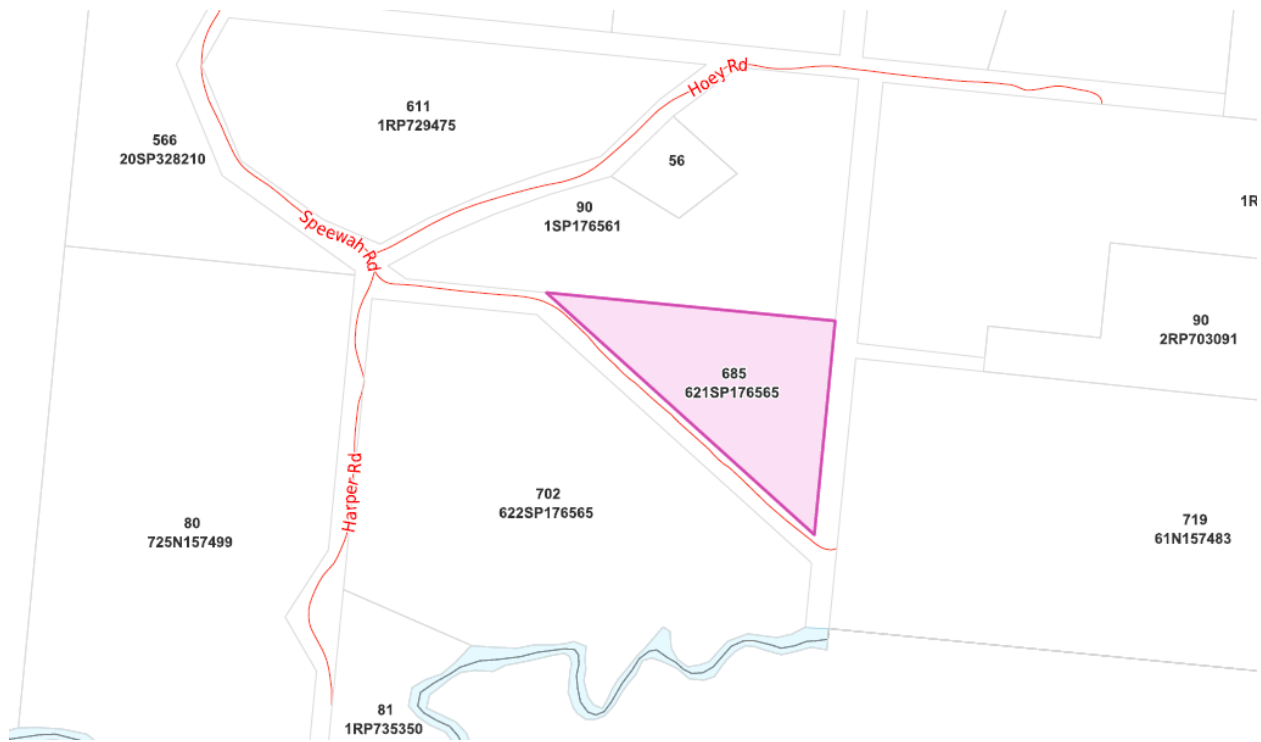 Hoey Rd
611
1RP729475
566
20SP328210
56
1R
90
1SP176561
Speewah Rd
90
2RP703091
685
621SP176565
Harper Rd
702
622SP176565
80
725N157499
719
61N157483
81
1RP735350